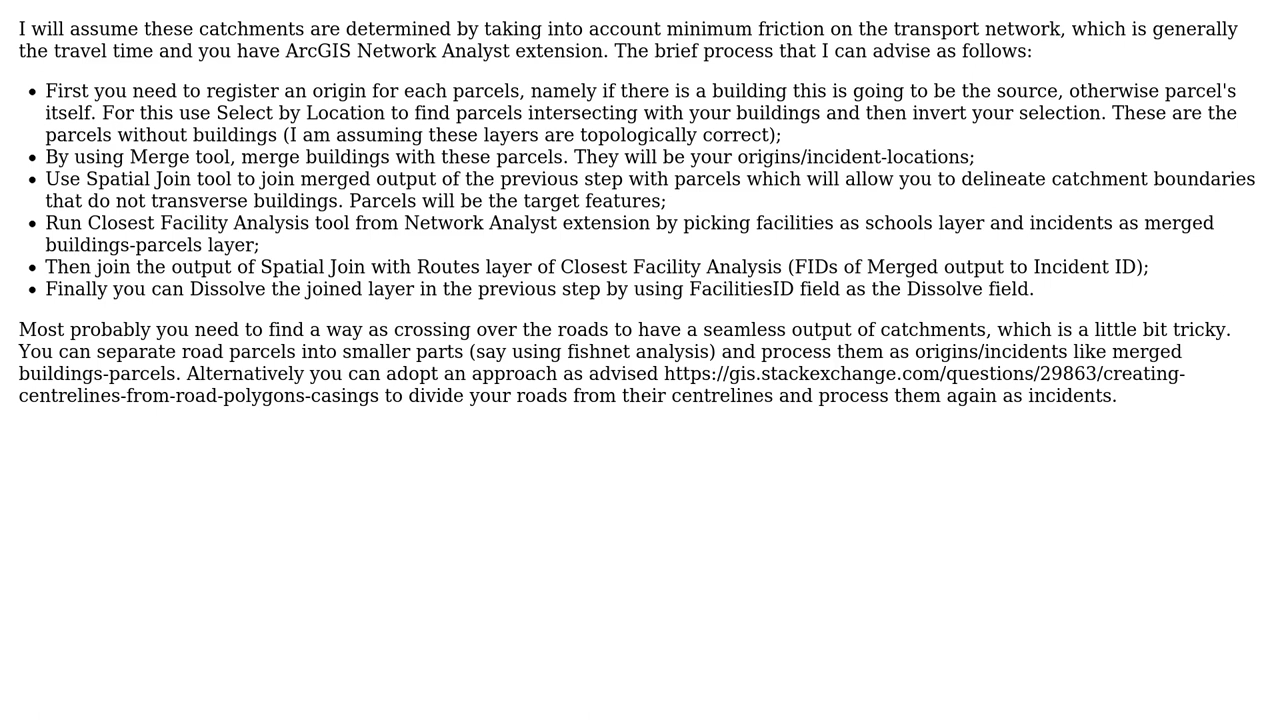 I will assume these catchments are determined by taking into account minimum friction on the transport network, which is generally
the travel time and you have ArcGIS Network Analyst extension. The brief process that I can advise as follows:
• First you need to register an origin for each parcels, namely if there is a building this is going to be the source, otherwise parcel's
itself. For this use Select by Location to find parcels intersecting with your buildings and then invert your selection. These are the
parcels without buildings (I am assuming these layers are topologically correct);
• By using Merge tool, merge buildings with these parcels. They will be your origins/incident-locations;
• Use Spatial Join tool to join merged output of the previous step with parcels which will allow you to delineate catchment boundaries
that do not transverse buildings. Parcels will be the target features;
• Run Closest Facility Analysis tool from Network Analyst extension by picking facilities as schools layer and incidents as merged
buildings-parcels layer;
• Then join the output of Spatial Join with Routes layer of Closest Facility Analysis (FIDs of Merged output to Incident ID);
• Finally you can Dissolve the joined layer in the previous step by using FacilitiesID field as the Dissolve field.
Most probably you need to find a way as crossing over the roads to have a seamless output of catchments, which is a little bit tricky.
You can separate road parcels into smaller parts (say using fishnet analysis) and process them as origins/incidents like merged
buildings-parcels. Alternatively you can adopt an approach as advised https://gis.stackexchange.com/questions/29863/creating-
centrelines-from-road-polygons-casings to divide your roads from their centrelines and process them again as incidents.